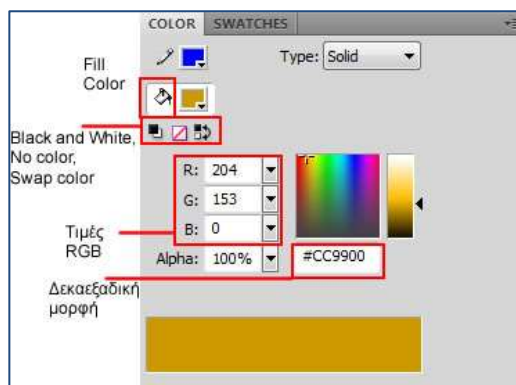 COLOR SWATCHES
Type: Solid
Fill
Color
Black and White,
No color,
Swap color
R: 204
G: 153
B: 0
Τιμές
RGB
Alpha: 100% #CC9900
Δεκαεξαδική
μορφή